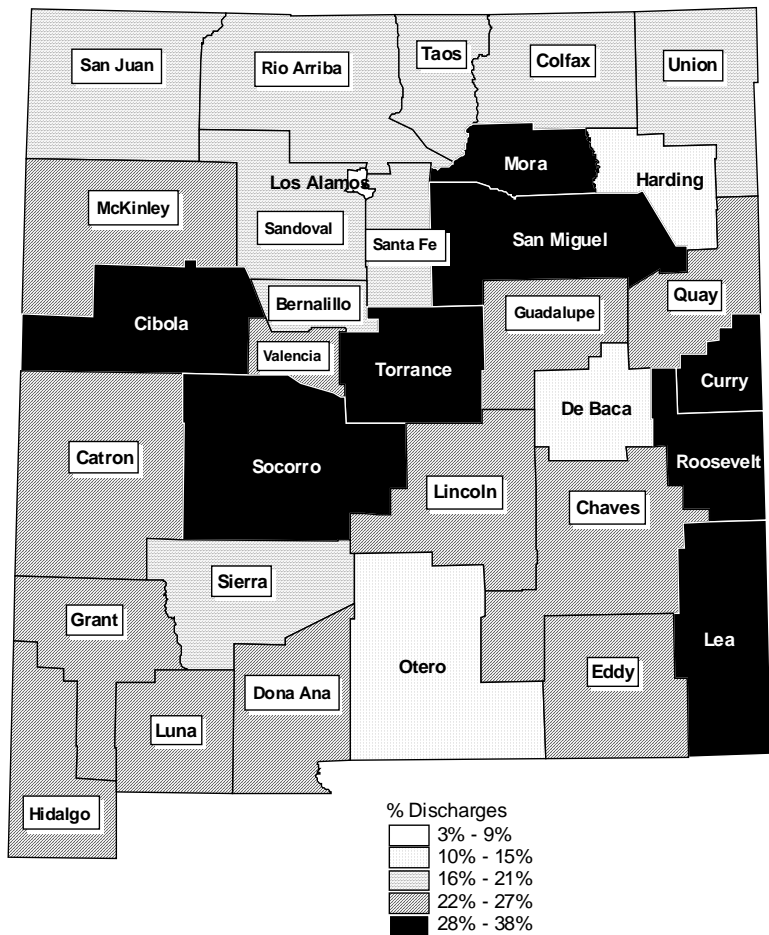 San Juan
Rio Arriba
Taos
Colfax
Union
Mora
Harding
Los Alamos
McKinley
Sandoval
Santa Fe
San Miguel
Quay
Bernalillo
Guadalupe
Cibola
Valencia
Torrance
Curry
De Baca
Catron
Socorro
Roosevelt
Lincoln
Chaves
Sierra
Grant
Lea
Otero
Eddy
Dona Ana
Luna
Hidalgo
% Discharges
3% - 9%
10% - 15%
16% - 21%
22% - 27%
28% - 38%